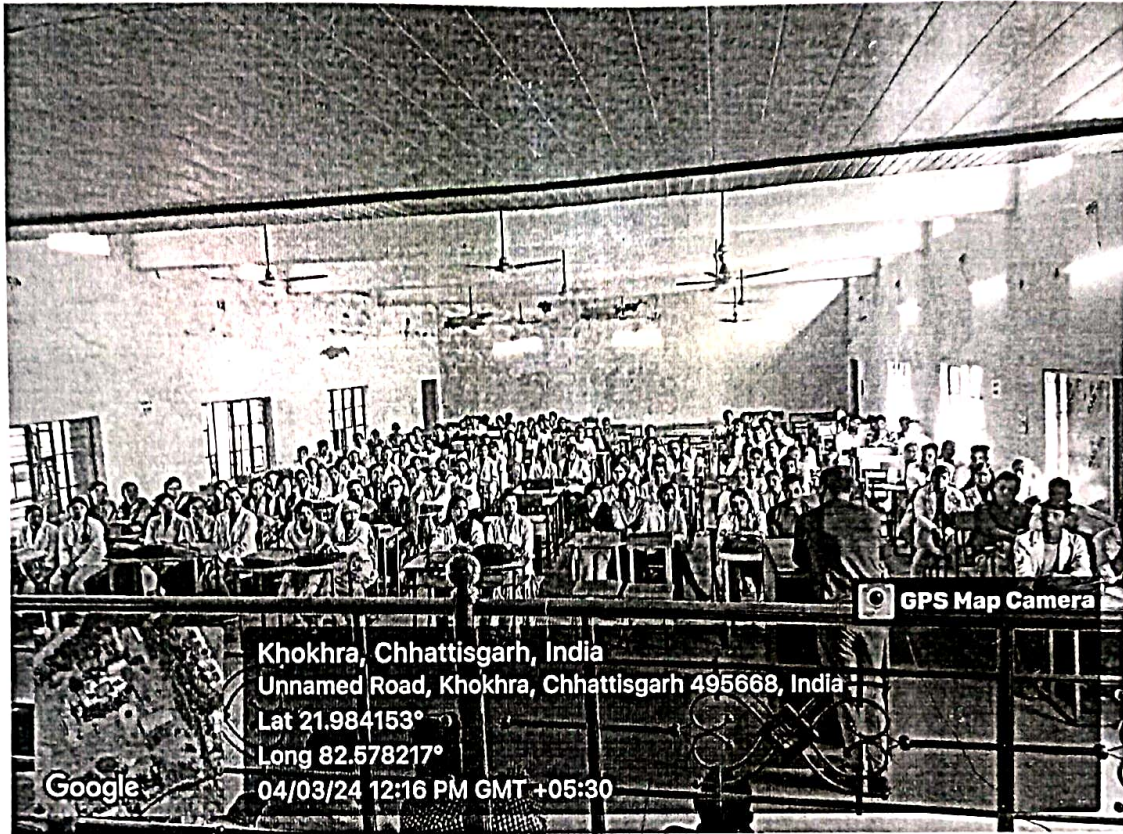 GPS Map Camera
Khokhra, Chhattisgarh, India
Unnamed Road, Khokhra, Chhattisgarh 495668, India
Lat 21.984153°
Long 82.578217°
04/03/24 12:16 PM GMT +05:30
Google